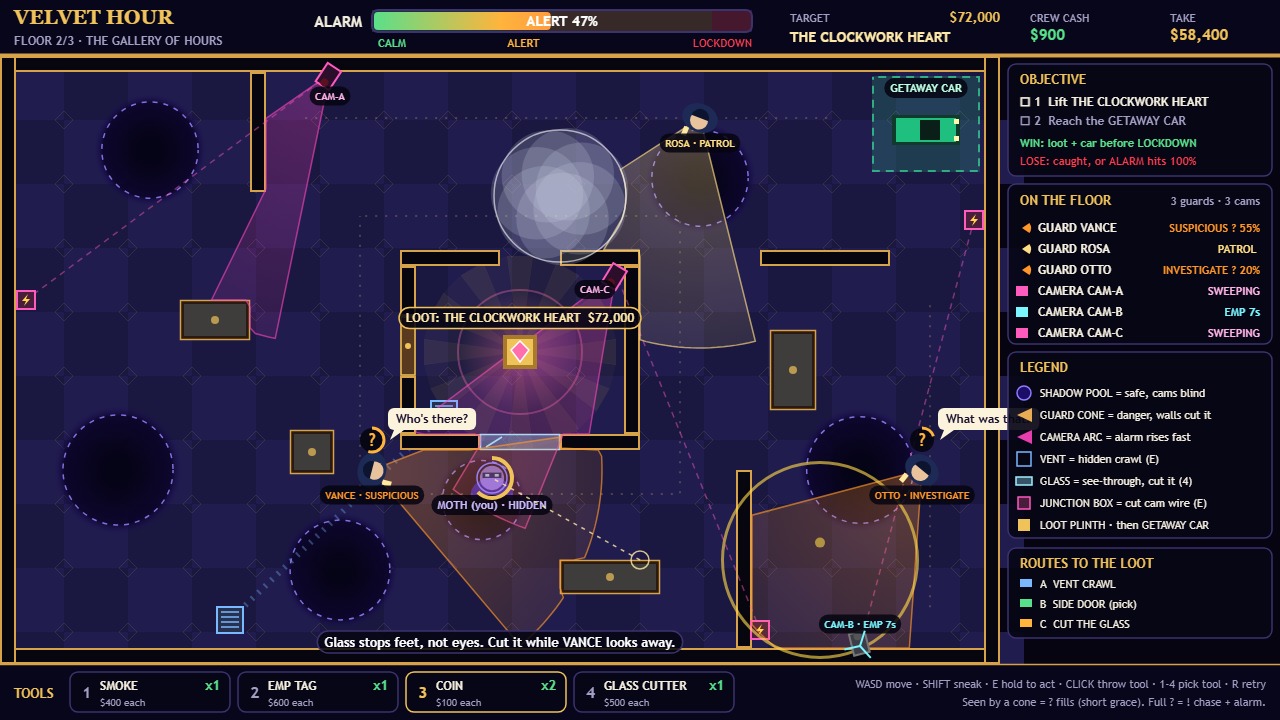 VELVET HOUR
FLOOR 2/3 · THE GALLERY OF HOURS
ALARM
ALERT 47%
CALM
ALERT
LOCKDOWN
TARGET
$72,000
THE CLOCKWORK HEART
CREW CASH
$900
TAKE
$58,400
CAM-A
ROSA · PATROL
GETAWAY CAR
CAM-C
LOOT: THE CLOCKWORK HEART $72,000
Who's there?
?
VANCE · SUSPICIOUS
MOTH (you) · HIDDEN
What was
?
OTTO · INVESTIGATE
CAM-B · EMP 7s
Glass stops feet, not eyes. Cut it while VANCE looks away.
OBJECTIVE
1 Lift THE CLOCKWORK HEART
2 Reach the GETAWAY CAR
WIN: loot + car before LOCKDOWN
LOSE: caught, or ALARM hits 100%
ON THE FLOOR
3 guards · 3 cams
GUARD VANCE SUSPICIOUS ? 55%
GUARD ROSA PATROL
GUARD OTTO INVESTIGATE ? 20%
CAMERA CAM-A SWEEPING
CAMERA CAM-B EMP 7s
CAMERA CAM-C SWEEPING
LEGEND
SHADOW POOL = safe, cams blind
GUARD CONE = danger, walls cut it
CAMERA ARC = alarm rises fast
VENT = hidden crawl (E)
GLASS = see-through, cut it (4)
JUNCTION BOX = cut cam wire (E)
LOOT PLINTH · then GETAWAY CAR
ROUTES TO THE LOOT
A VENT CRAWL
B SIDE DOOR (pick)
C CUT THE GLASS
TOOLS
1 SMOKE x1
$400 each
2 EMP TAG x1
$600 each
3 COIN x2
$100 each
4 GLASS CUTTER x1
$500 each
WASD move · SHIFT sneak · E hold to act · CLICK throw tool · 1-4 pick tool · R retry
Seen by a cone = ? fills (short grace). Full ? = ! chase + alarm.